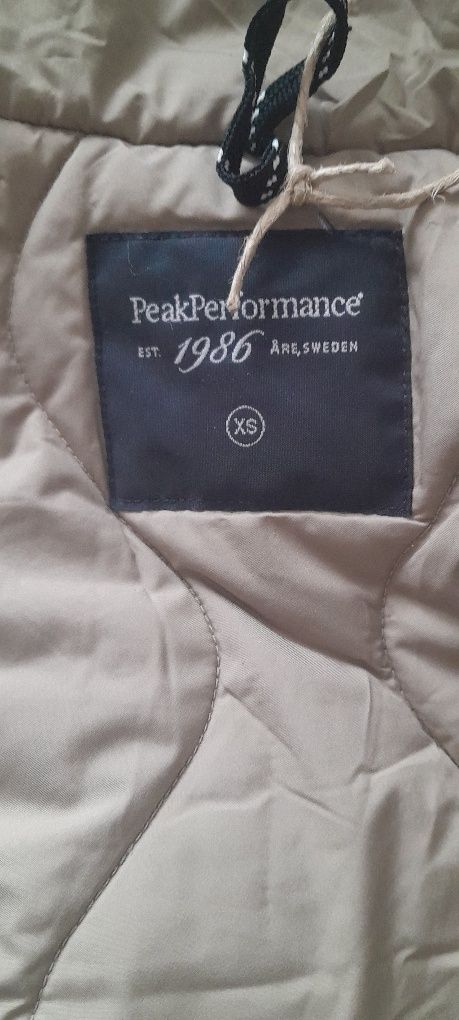 PeakPerformance®
EST. 1986 ÅRE, SWEDEN
XS